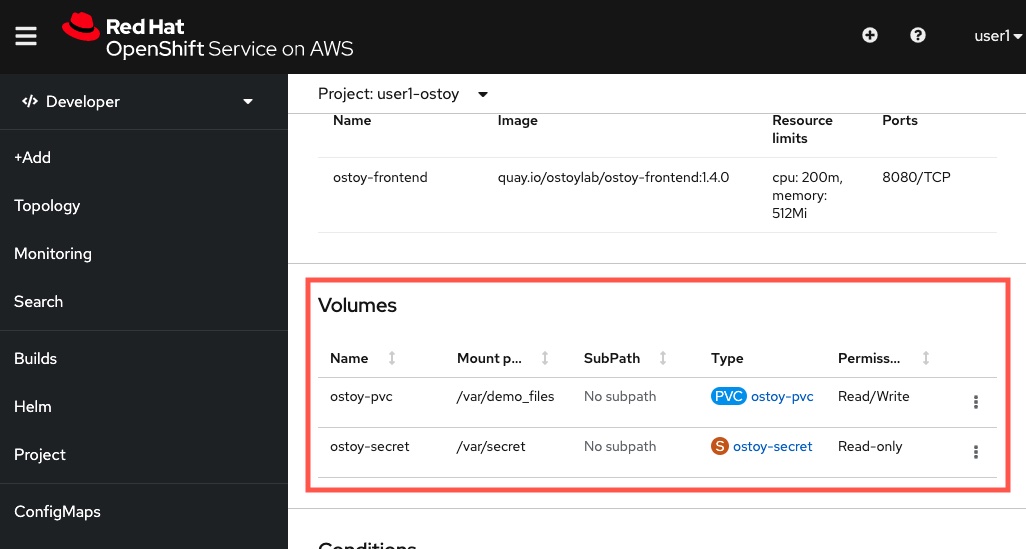 Red Hat
OpenShift Service on AWS
user1
Developer
+Add
Topology
Monitoring
Search
Builds
Helm
Project
ConfigMaps
Project: user1-ostoy
Name Image Resource limits Ports
ostoy-frontend quay.io/ostoylab/ostoy-frontend:1.4.0 cpu: 200m, memory: 512Mi 8080/TCP
Volumes
Name Mount p... SubPath Type Permiss...
ostoy-pvc /var/demo_files No subpath PVC ostoy-pvc Read/Write
ostoy-secret /var/secret No subpath S ostoy-secret Read-only
Conditions